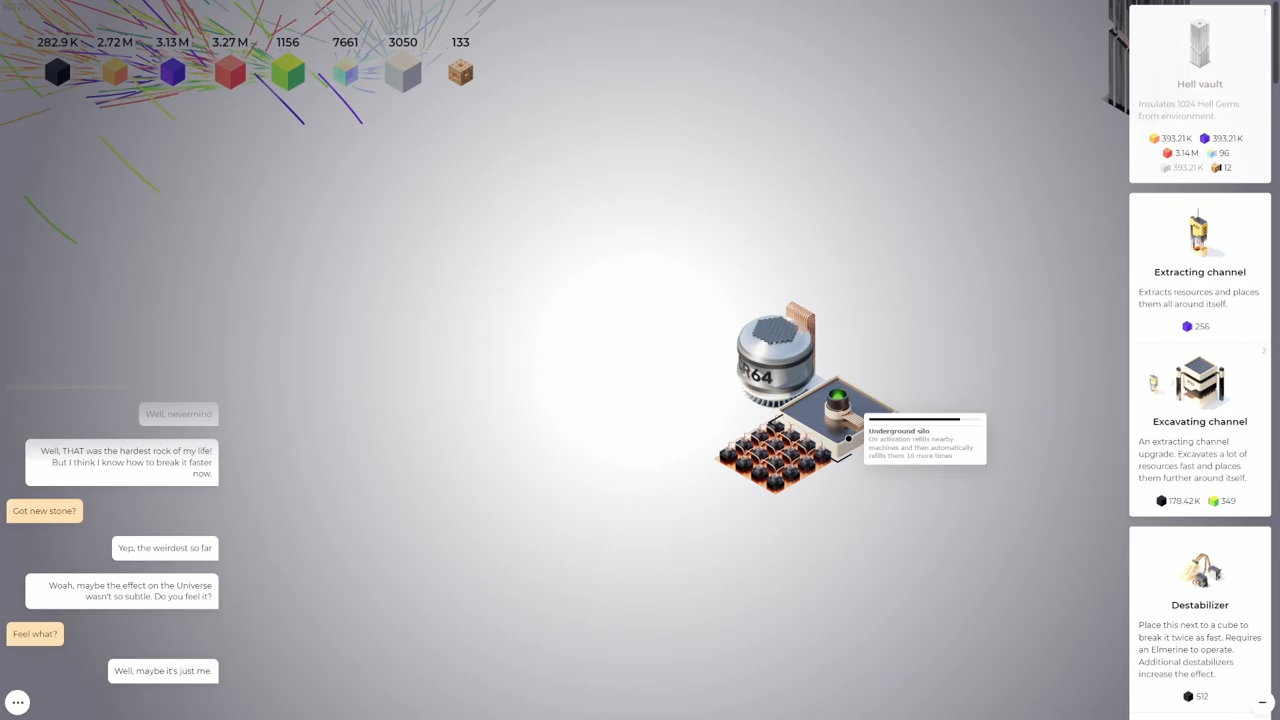 282.9 K 2.72 M 3.13 M 3.27 M 1156 7661 3050 133
1
Hell vault
Insulates 1024 Hell Gems
from environment.
393.21 K 393.21 K
3.14 M 96
393.21 K 12
Extracting channel
Extracts resources and places
them all around itself.
256
2
Excavating channel
An extracting channel
upgrade. Excavates a lot of
resources fast and places
them further around itself.
178.42 K 349
Destabilizer
Place this next to a cube to
break it twice as fast. Requires
an Elmerine to operate.
Additional destabilizers
increase the effect.
512
R64
Underground silo
On activation refills nearby
machines and then automatically
refills them 16 more times
Well, nevermind
Well, THAT was the hardest rock of my life!
But I think I know how to break it faster
now.
Got new stone?
Yep, the weirdest so far
Woah, maybe the effect on the Universe
wasn't so subtle. Do you feel it?
Feel what?
Well, maybe it's just me.